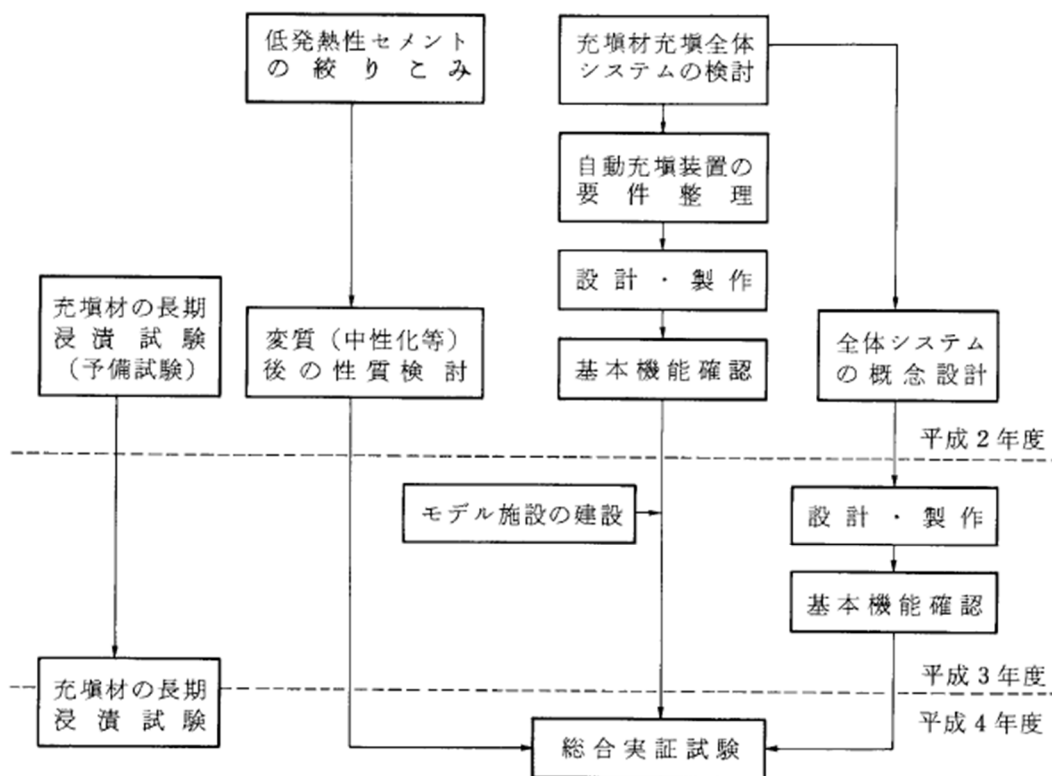 低発熱性セメント
の絞りこみ
充塡材充塡全体
システムの検討
自動充塡装置の
要件整理
設計・製作
充塡材の長期
浸漬試験
(予備試験)
変質(中性化等)
後の性質検討
基本機能確認
全体システム
の概念設計
平成2年度
モデル施設の建設
設計・製作
基本機能確認
充塡材の長期
浸漬試験
平成3年度
平成4年度
総合実証試験